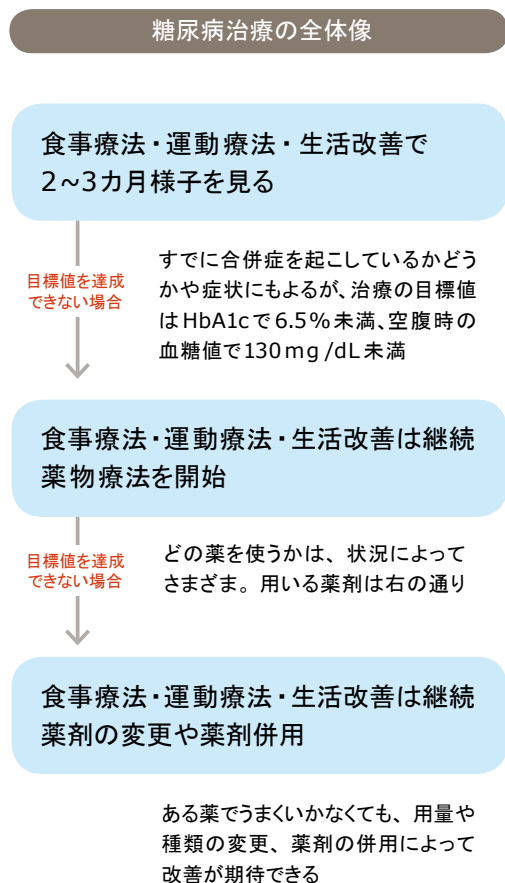 糖尿病治療の全体像
食事療法・運動療法・生活改善で
2~3カ月様子を見る
目標値を達成
できない場合
すでに合併症を起こしているかどう
かや症状にもよるが、治療の目標値
はHbA1cで6.5%未満、空腹時の
血糖値で130mg/dL未満
食事療法・運動療法・生活改善は継続
薬物療法を開始
目標値を達成
できない場合
どの薬を使うかは、状況によって
さまざま。用いる薬剤は右の通り
食事療法・運動療法・生活改善は継続
薬剤の変更や薬剤併用
ある薬でうまくいかなくても、用量や
種類の変更、薬剤の併用によって
改善が期待できる